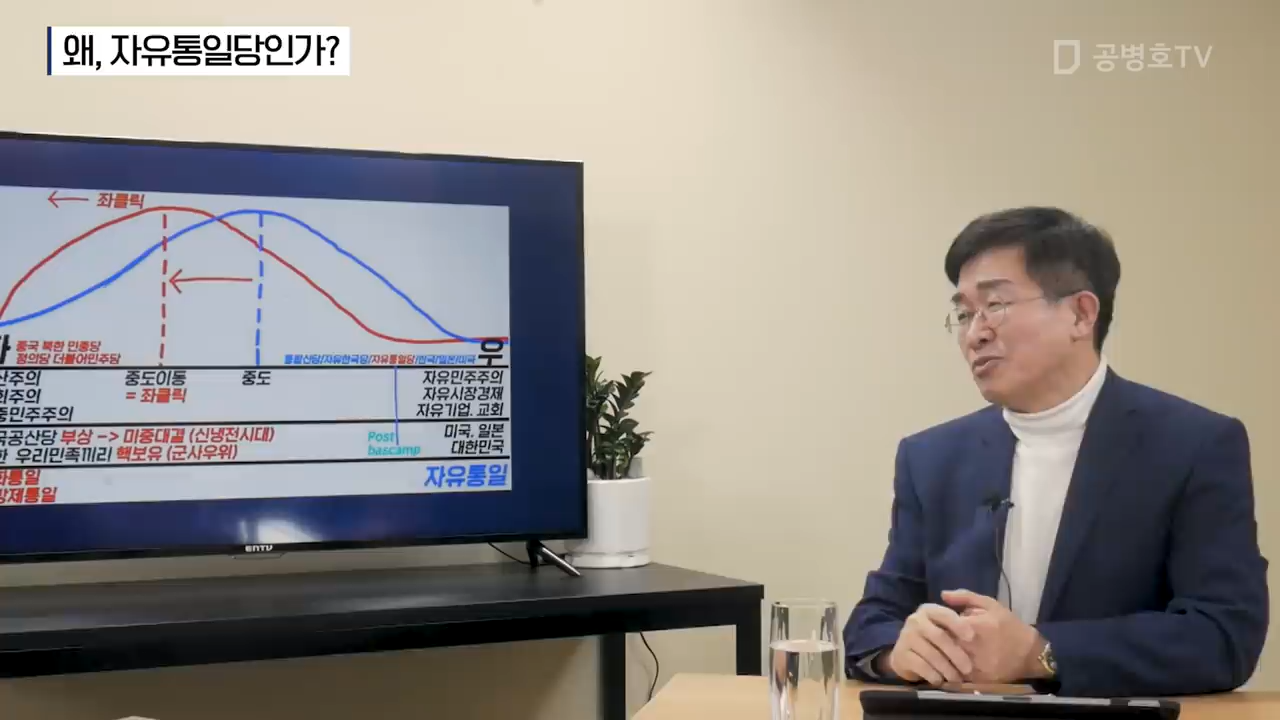 왜, 자유통일당인가?
공병호TV
좌클릭
중국 북한 민중당
정의당 더불어민주당
통합신당/자유한국당/자유통일당/한국/일본/미국
우
중도이동
= 좌클릭
중도
자유민주주의
자유시장경제
자유기업. 교회
부상 -> 미중대결 (신냉전시대)
우리민족끼리 핵보유 (군사우위)
Post
bascamp
미국. 일본
대한민국
자유통일